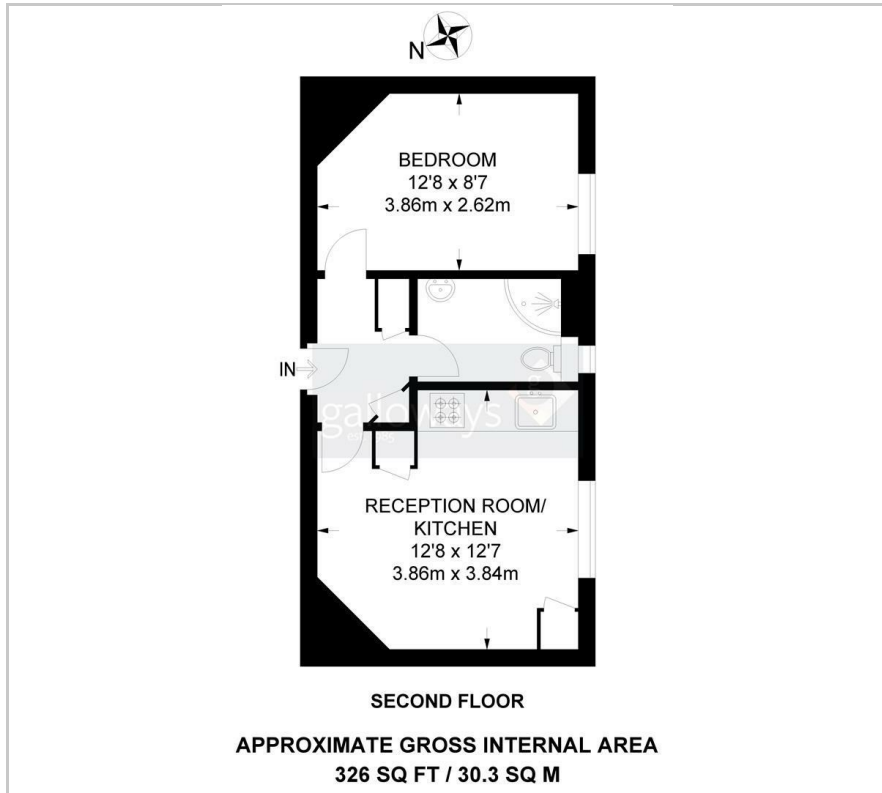 N
BEDROOM
12'8 x 8'7
3.86m x 2.62m
IN
galloways
RECEPTION ROOM/
KITCHEN
12'8 x 12'7
3.86m x 3.84m
SECOND FLOOR
APPROXIMATE GROSS INTERNAL AREA
326 SQ FT / 30.3 SQ M